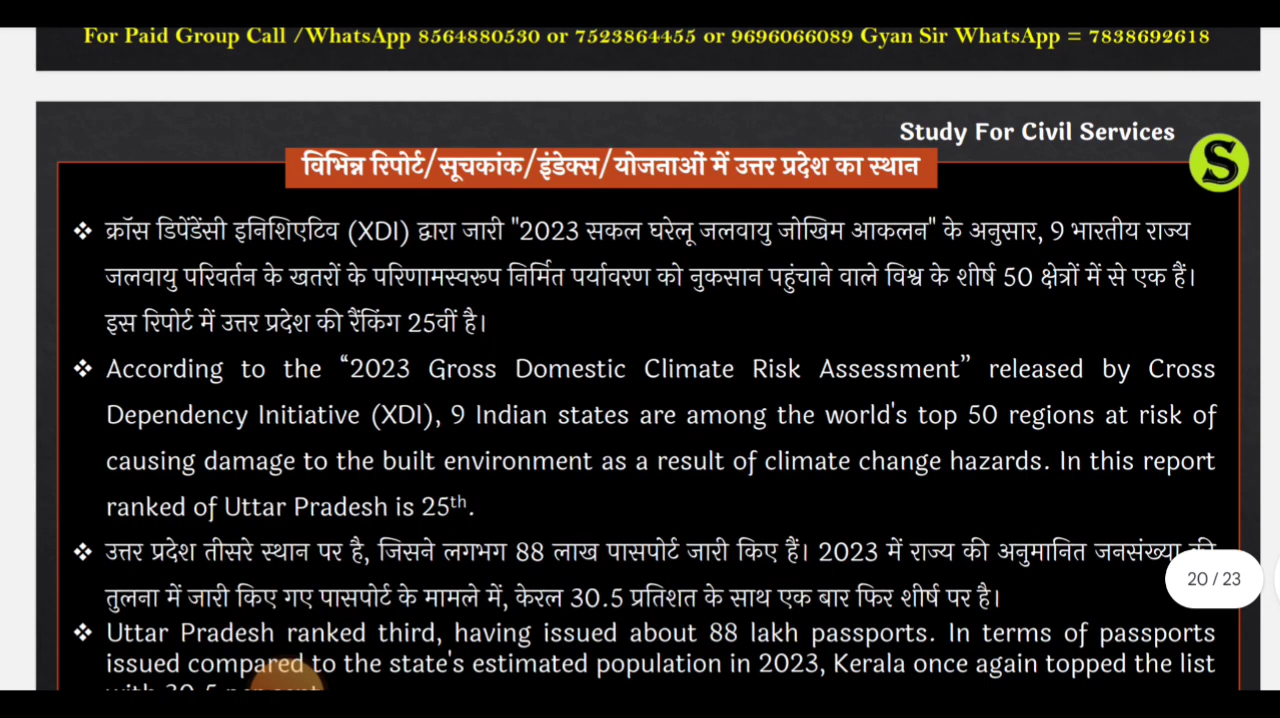 For Paid Group Call /WhatsApp 8564880530 or 7523864455 or 9696066089 Gyan Sir WhatsApp = 7838692618
Study For Civil Services
विभिन्न रिपोर्ट/सूचकांक/इंडेक्स/योजनाओं में उत्तर प्रदेश का स्थान
S
❖ क्रॉस डिपेंडेंसी इनिशिएटिव (XDI) द्वारा जारी "2023 सकल घरेलू जलवायु जोखिम आकलन" के अनुसार, 9 भारतीय राज्य
जलवायु परिवर्तन के खतरों के परिणामस्वरूप निर्मित पर्यावरण को नुकसान पहुंचाने वाले विश्व के शीर्ष 50 क्षेत्रों में से एक हैं।
इस रिपोर्ट में उत्तर प्रदेश की रैंकिंग 25वीं है।
❖ According to the “2023 Gross Domestic Climate Risk Assessment” released by Cross
Dependency Initiative (XDI), 9 Indian states are among the world's top 50 regions at risk of
causing damage to the built environment as a result of climate change hazards. In this report
ranked of Uttar Pradesh is 25th.
❖ उत्तर प्रदेश तीसरे स्थान पर है, जिसने लगभग 88 लाख पासपोर्ट जारी किए हैं। 2023 में राज्य की अनुमानित जनसंख्या की
20 / 23
तुलना में जारी किए गए पासपोर्ट के मामले में, केरल 30.5 प्रतिशत के साथ एक बार फिर शीर्ष पर है।
❖ Uttar Pradesh ranked third, having issued about 88 lakh passports. In terms of passports
issued compared to the state's estimated population in 2023, Kerala once again topped the list
with 30.5 per cent